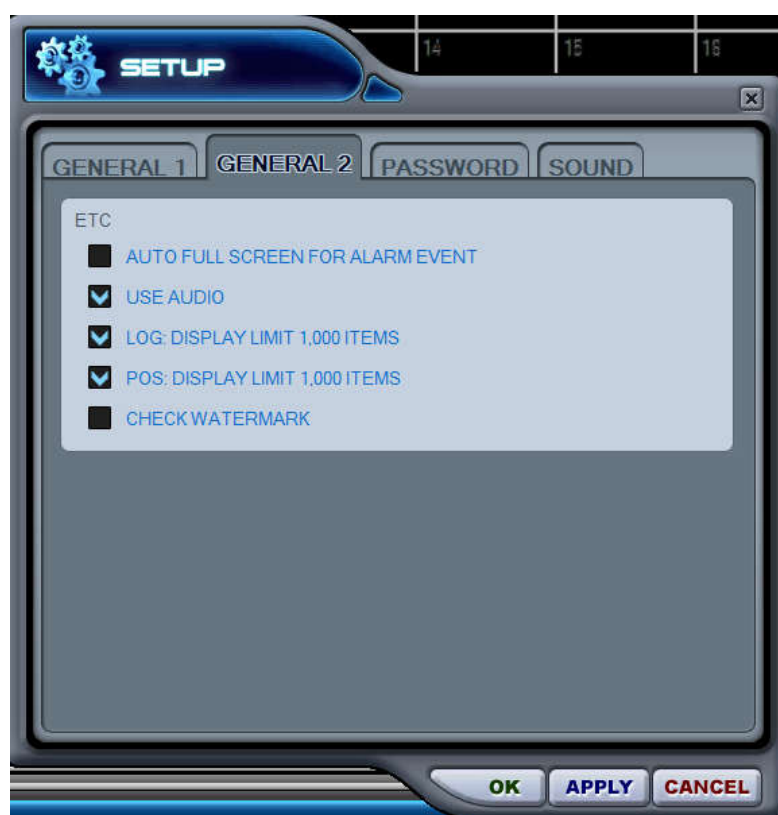 14 15 16
SETUP
GENERAL 1 GENERAL 2 PASSWORD SOUND
ETC
AUTO FULL SCREEN FOR ALARM EVENT
USE AUDIO
LOG: DISPLAY LIMIT 1,000 ITEMS
POS: DISPLAY LIMIT 1,000 ITEMS
CHECK WATERMARK
OK APPLY CANCEL